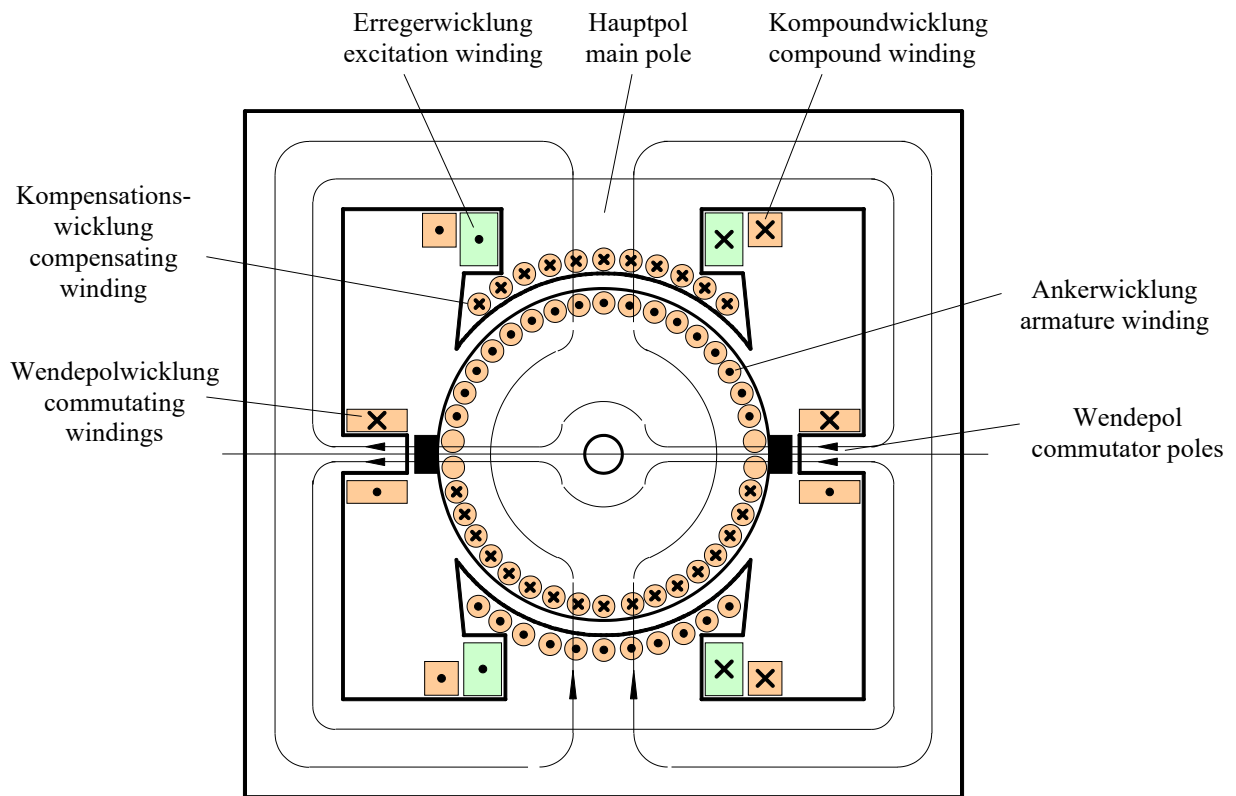 Erregerwicklung
excitation winding
Hauptpol
main pole
Kompoundwicklung
compound winding
Kompensations-
wicklung
compensating
winding
Ankerwicklung
armature winding
Wendepolwicklung
commutating
windings
Wendepol
commutator poles